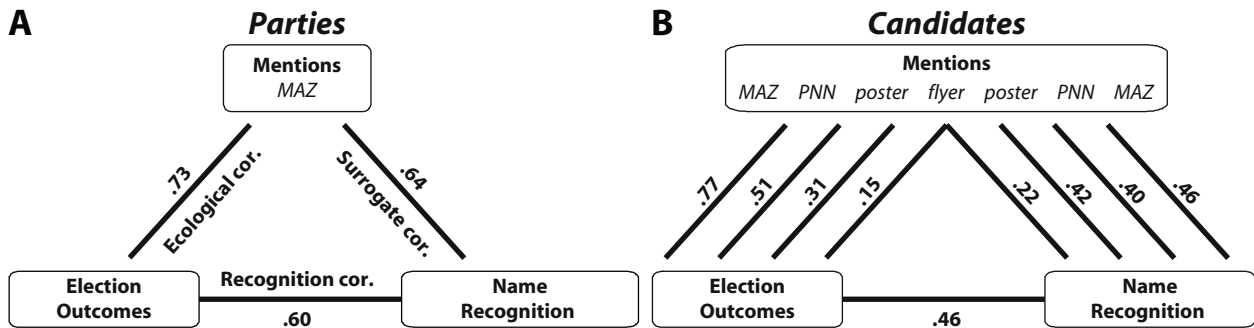 A
Parties
Mentions
MAZ
.73
Ecological cor.
.64
Surrogate cor.
Election
Outcomes
Recognition cor.
.60
Name
Recognition
B
Candidates
Mentions
MAZ PNN poster flyer poster PNN MAZ
.77 .51 .31 .15 .22 .42 .40 .46
Election
Outcomes
.46
Name
Recognition